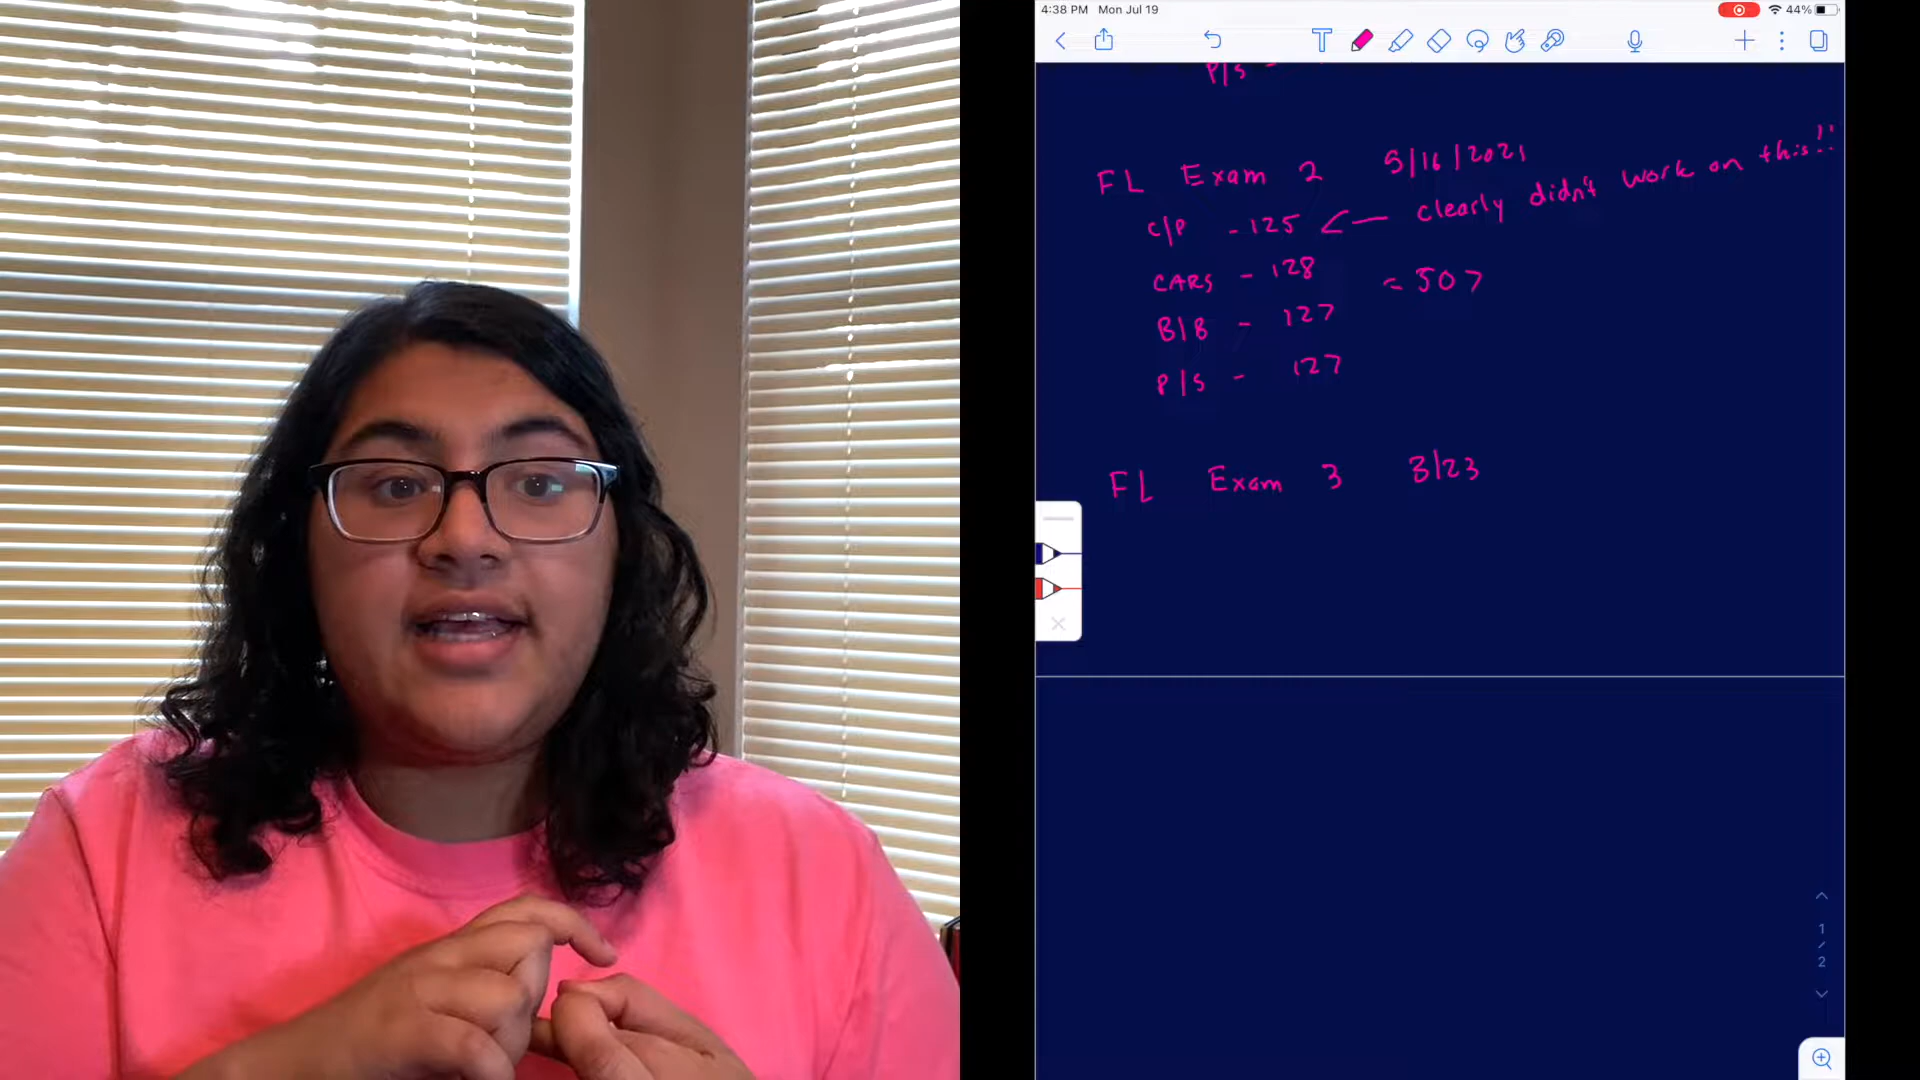 4:38 PM Mon Jul 19 44%
P/S -
FL Exam 2 5/16/2021
C/P - 125 <— clearly didn't work on this!!
CARS - 128 = 507
B/B - 127
P/S - 127
FL Exam 3 3/23
1
/
2